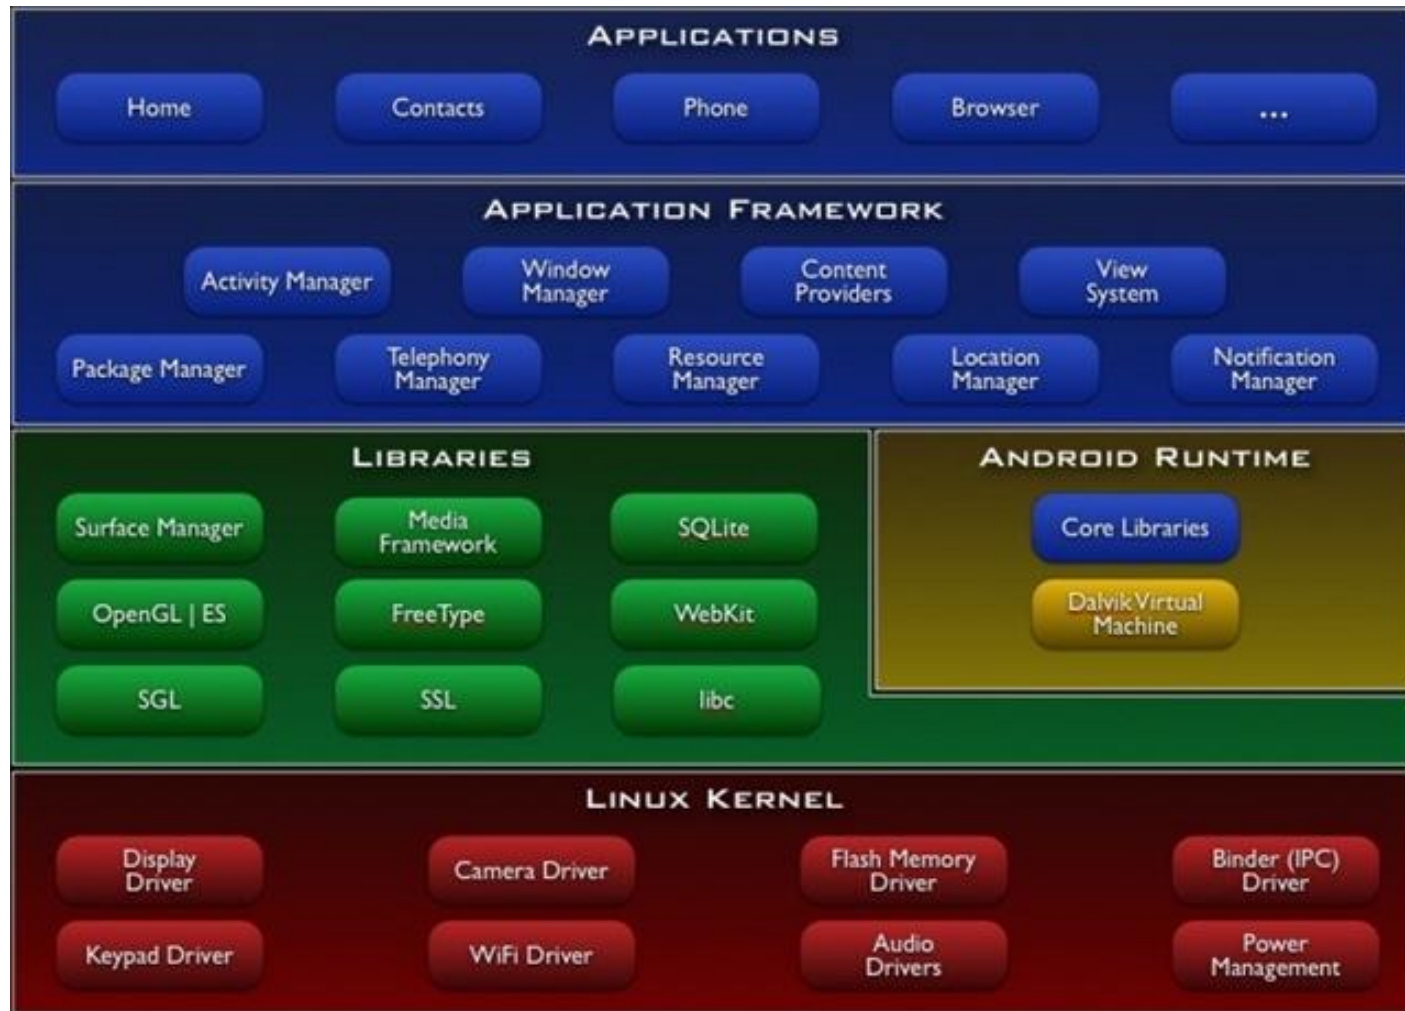 APPLICATIONS
Home
Contacts
Phone
Browser
...
APPLICATION FRAMEWORK
Activity Manager
Window
Manager
Content
Providers
View
System
Package Manager
Telephony
Manager
Resource
Manager
Location
Manager
Notification
Manager
LIBRARIES
Surface Manager
Media
Framework
SQLite
OpenGL | ES
FreeType
WebKit
SGL
SSL
libc
ANDROID RUNTIME
Core Libraries
Dalvik Virtual
Machine
LINUX KERNEL
Display
Driver
Camera Driver
Flash Memory
Driver
Binder (IPC)
Driver
Keypad Driver
WiFi Driver
Audio
Drivers
Power
Management